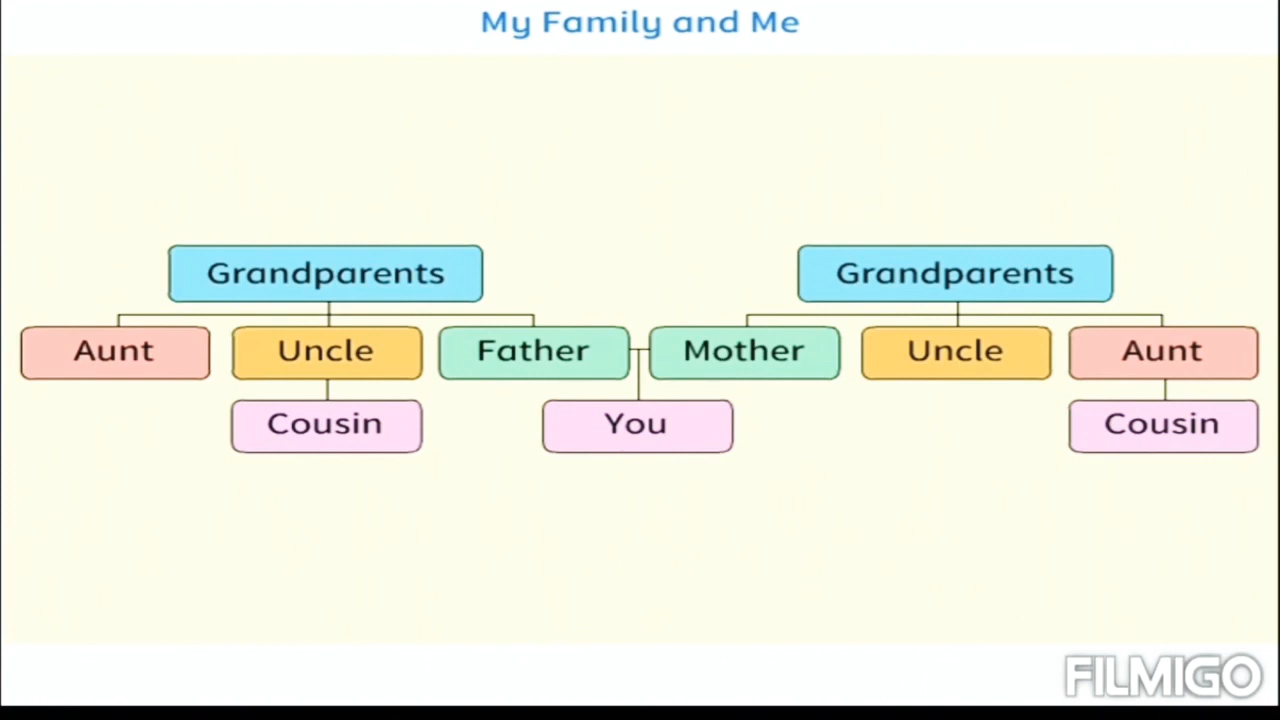 My Family and Me
Grandparents Grandparents
Aunt Uncle Father Mother Uncle Aunt
Cousin You Cousin
FILMIGO